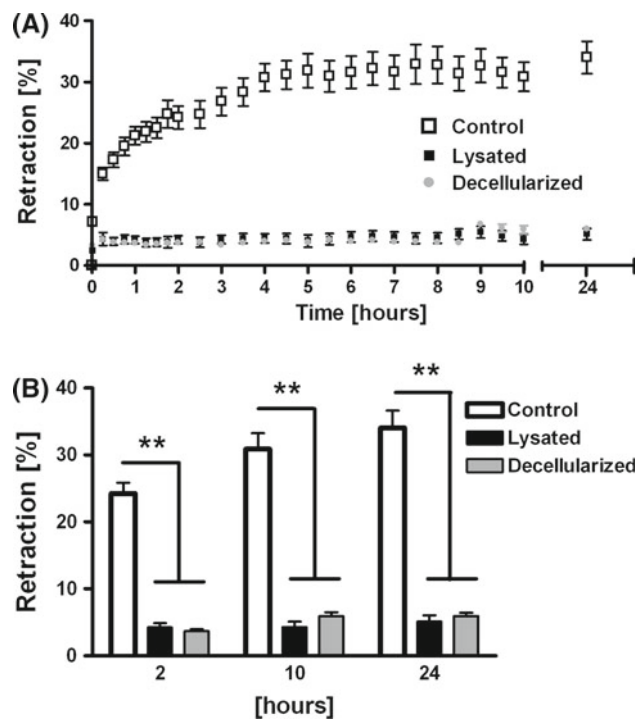 (A)
Retraction [%]
40
30
20
10
0
Control
Lysated
Decellularized
0 1 2 3 4 5 6 7 8 9 10 24
Time [hours]
(B)
Retraction [%]
40
30
20
10
0
** ** **
Control
Lysated
Decellularized
2 10 24
[hours]